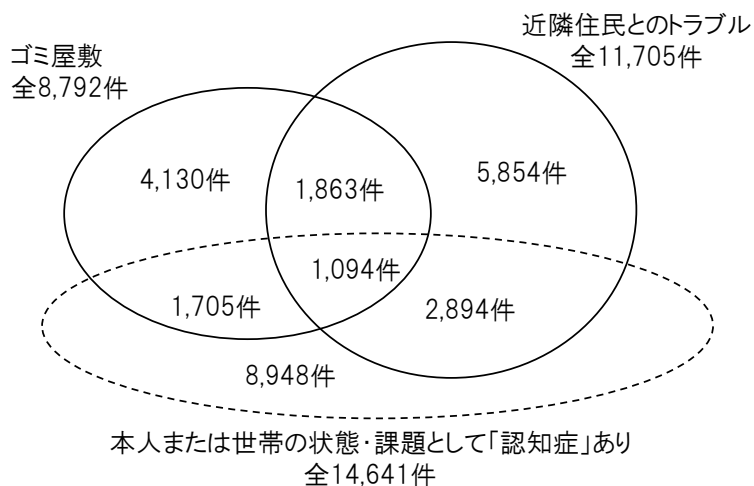 近隣住民とのトラブル
全11,705件
ゴミ屋敷
全8,792件
4,130件
1,863件
5,854件
1,094件
1,705件
2,894件
8,948件
本人または世帯の状態・課題として「認知症」あり
全14,641件